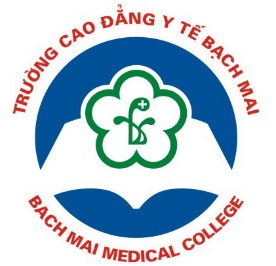 TRƯỜNG CAO ĐẲNG Y TẾ BẠCH MAI
BACH MAI MEDICAL COLLEGE